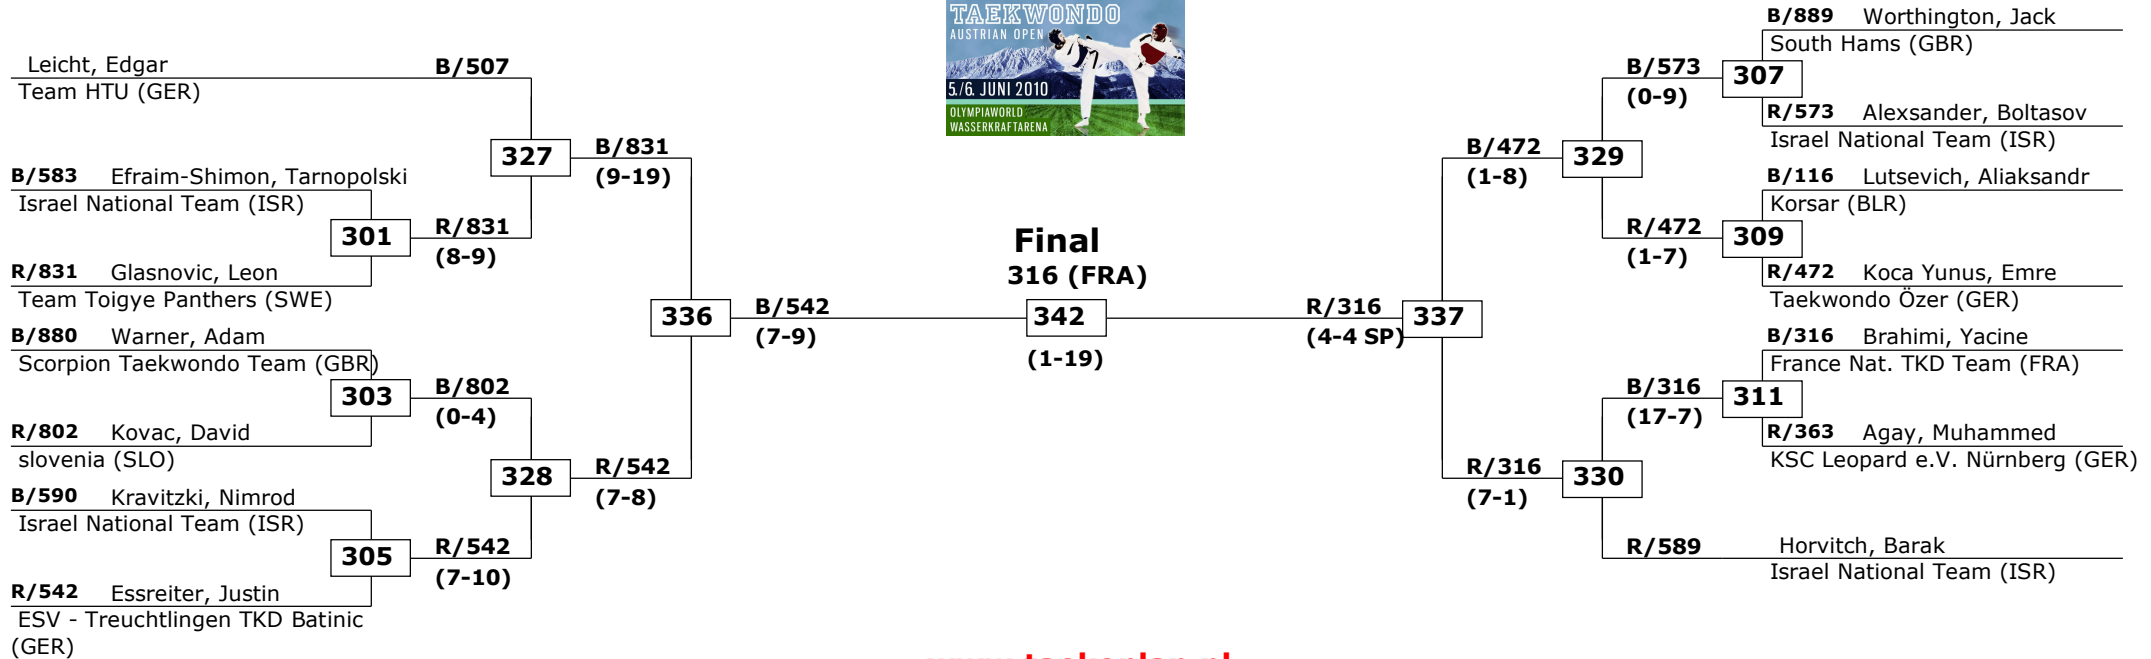 TAEKWONDO
AUSTRIAN OPEN
5./6. JUNI 2010
OLYMPIAWORLD
WASSERKRAFTARENA
Leicht, Edgar B/507
Team HTU (GER)
327 B/831
(9-19)
B/583 Efraim-Shimon, Tarnopolski
Israel National Team (ISR)
301 R/831
(8-9)
R/831 Glasnovic, Leon
Team Toigye Panthers (SWE)
336 B/542
(7-9)
B/880 Warner, Adam
Scorpion Taekwondo Team (GBR)
303 B/802
(0-4)
R/802 Kovac, David
slovenia (SLO)
328 R/542
(7-8)
B/590 Kravitzki, Nimrod
Israel National Team (ISR)
305 R/542
(7-10)
R/542 Essreiter, Justin
ESV - Treuchtlingen TKD Batinic
(GER)
Final
316 (FRA)
342
(1-19)
B/889 Worthington, Jack
South Hams (GBR)
B/573 307
(0-9)
R/573 Alexsander, Boltasov
Israel National Team (ISR)
B/472 329
(1-8)
B/116 Lutsevich, Aliaksandr
Korsar (BLR)
R/472 309
(1-7)
R/472 Koca Yunus, Emre
Taekwondo Özer (GER)
R/316 337
(4-4 SP)
B/316 Brahimi, Yacine
France Nat. TKD Team (FRA)
B/316 311
(17-7)
R/363 Agay, Muhammed
KSC Leopard e.V. Nürnberg (GER)
R/316 330
(7-1)
R/589 Horvitch, Barak
Israel National Team (ISR)